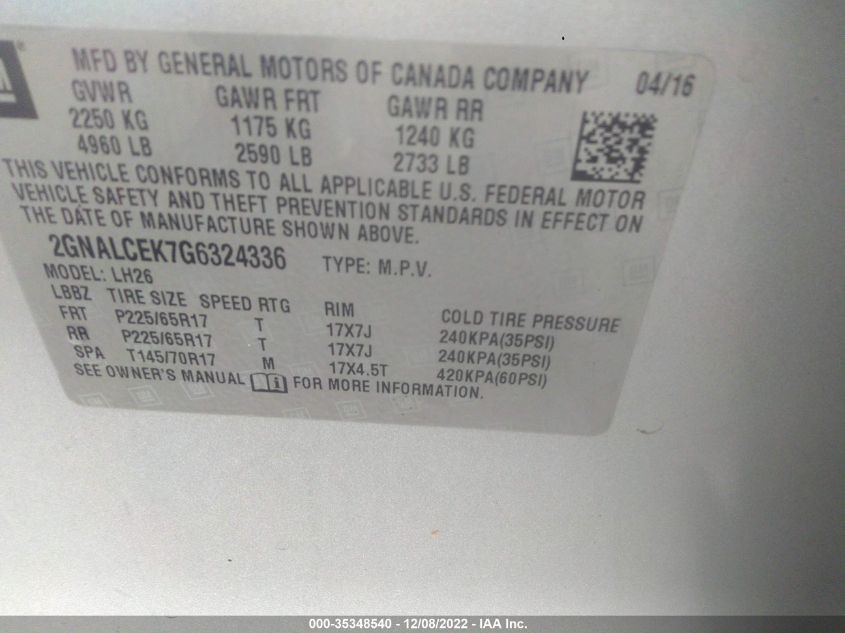 MFD BY GENERAL MOTORS OF CANADA COMPANY 04/16
GVWR GAWR FRT GAWR RR
2250 KG 1175 KG 1240 KG
4960 LB 2590 LB 2733 LB
THIS VEHICLE CONFORMS TO ALL APPLICABLE U.S. FEDERAL MOTOR
VEHICLE SAFETY AND THEFT PREVENTION STANDARDS IN EFFECT ON
THE DATE OF MANUFACTURE SHOWN ABOVE.
2GNALCEK7G6324336 TYPE: M.P.V.
MODEL: LH26
LBBZ TIRE SIZE SPEED RTG RIM COLD TIRE PRESSURE
FRT P225/65R17 T 17X7J 240KPA(35PSI)
RR P225/65R17 T 17X7J 240KPA(35PSI)
SPA T145/70R17 M 17X4.5T 420KPA(60PSI)
SEE OWNER'S MANUAL FOR MORE INFORMATION.
000-35348540 - 12/08/2022 - IAA Inc.